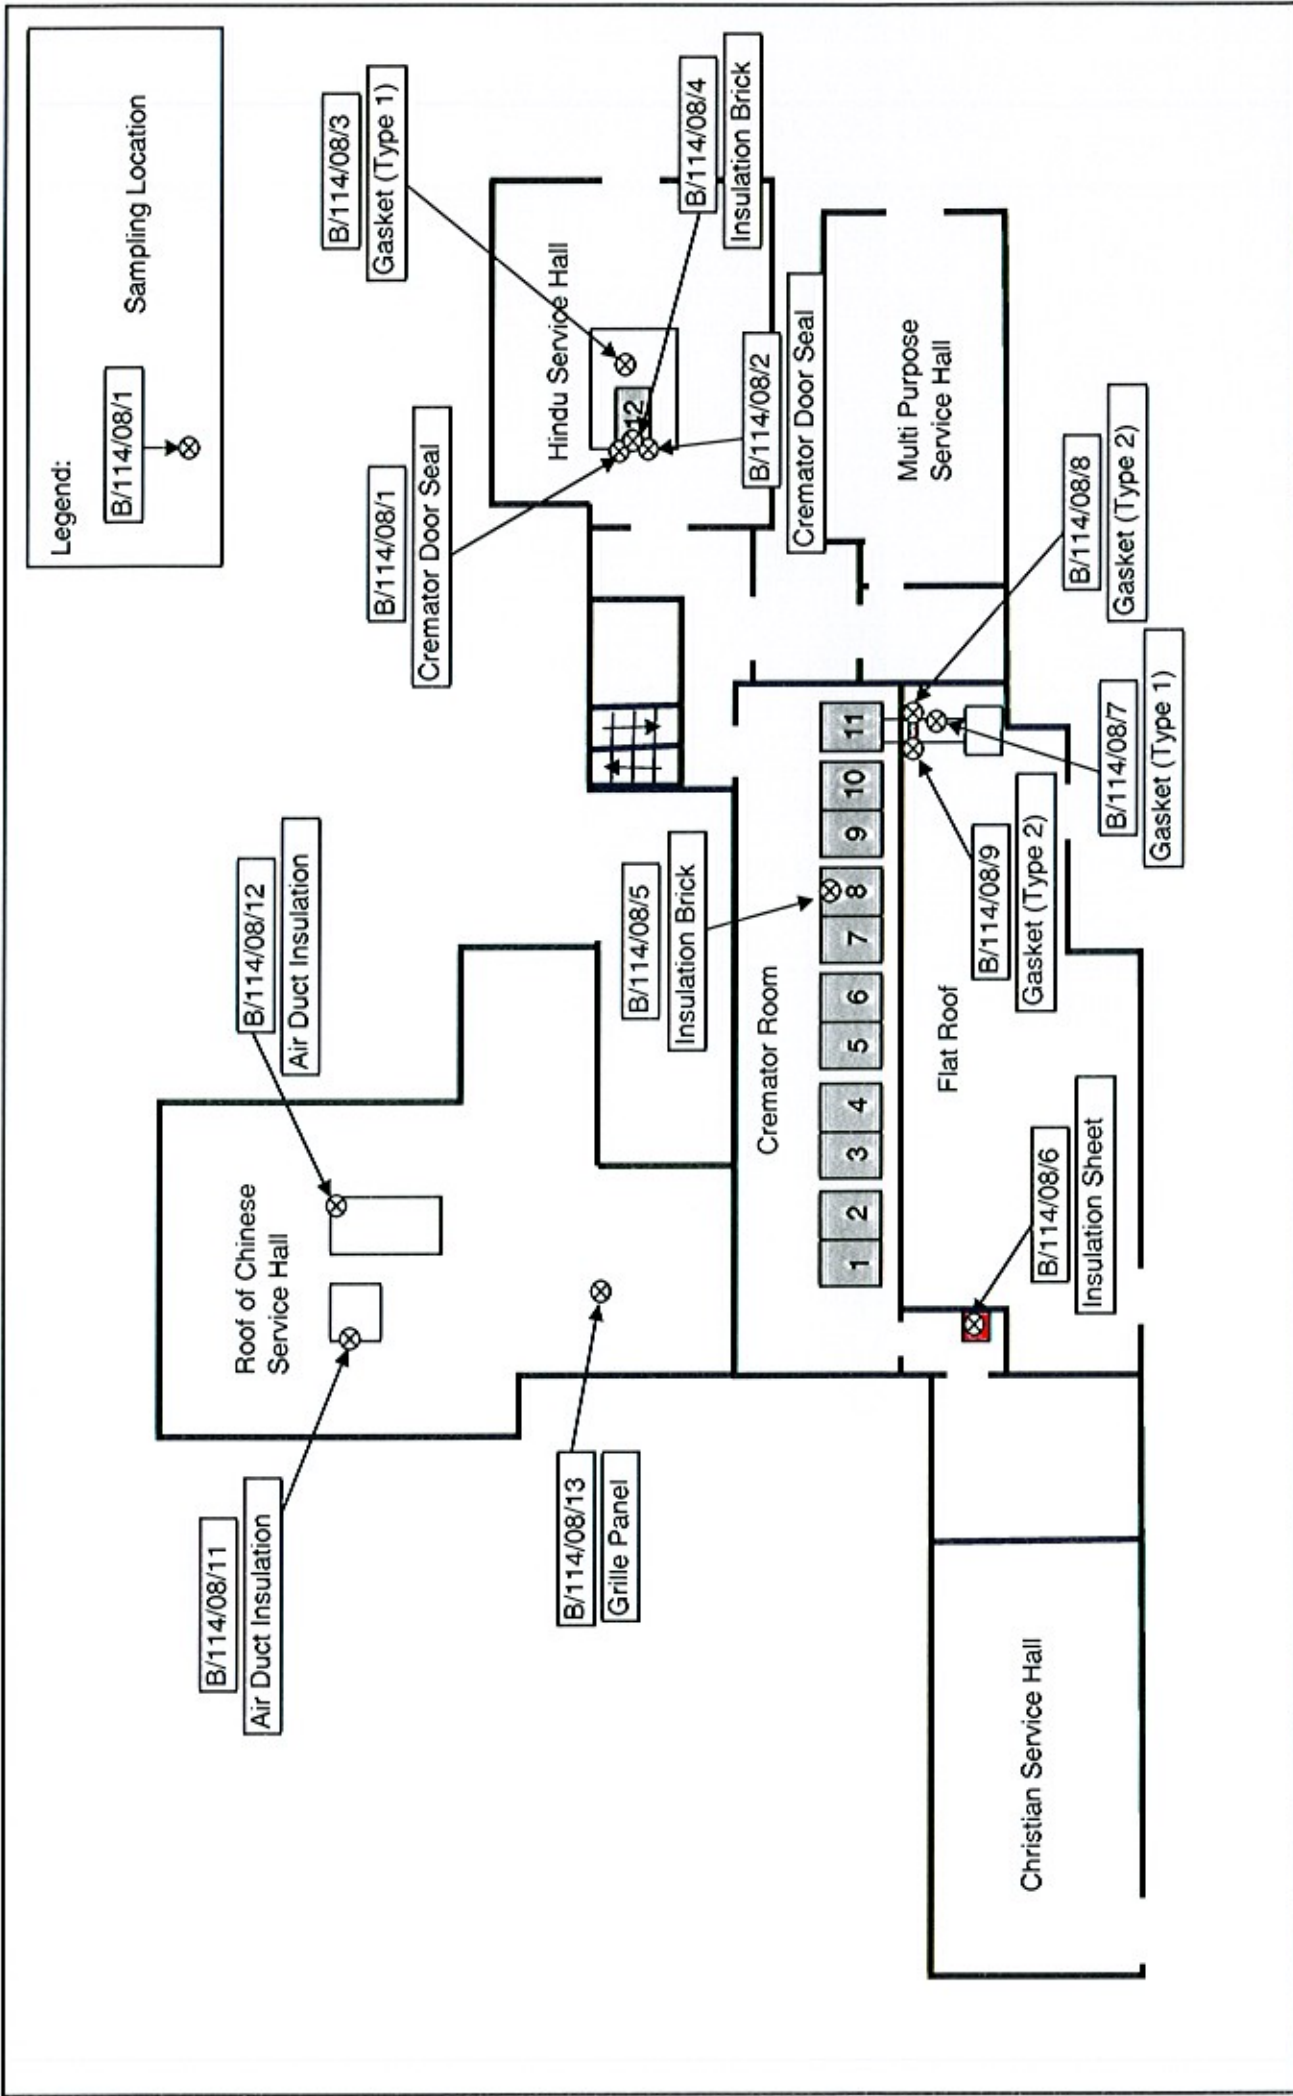 Legend:
B/114/08/1
Sampling Location
B/114/08/11
Air Duct Insulation
B/114/08/12
Air Duct Insulation
Roof of Chinese
Service Hall
B/114/08/13
Grille Panel
B/114/08/1
Cremator Door Seal
B/114/08/3
Gasket (Type 1)
Hindu Service Hall
12
B/114/08/4
Insulation Brick
B/114/08/2
Cremator Door Seal
B/114/08/5
Insulation Brick
Cremator Room
1
2
3
4
5
6
7
8
9
10
11
Multi Purpose
Service Hall
Flat Roof
B/114/08/6
Insulation Sheet
B/114/08/9
Gasket (Type 2)
B/114/08/8
Gasket (Type 2)
B/114/08/7
Gasket (Type 1)
Christian Service Hall